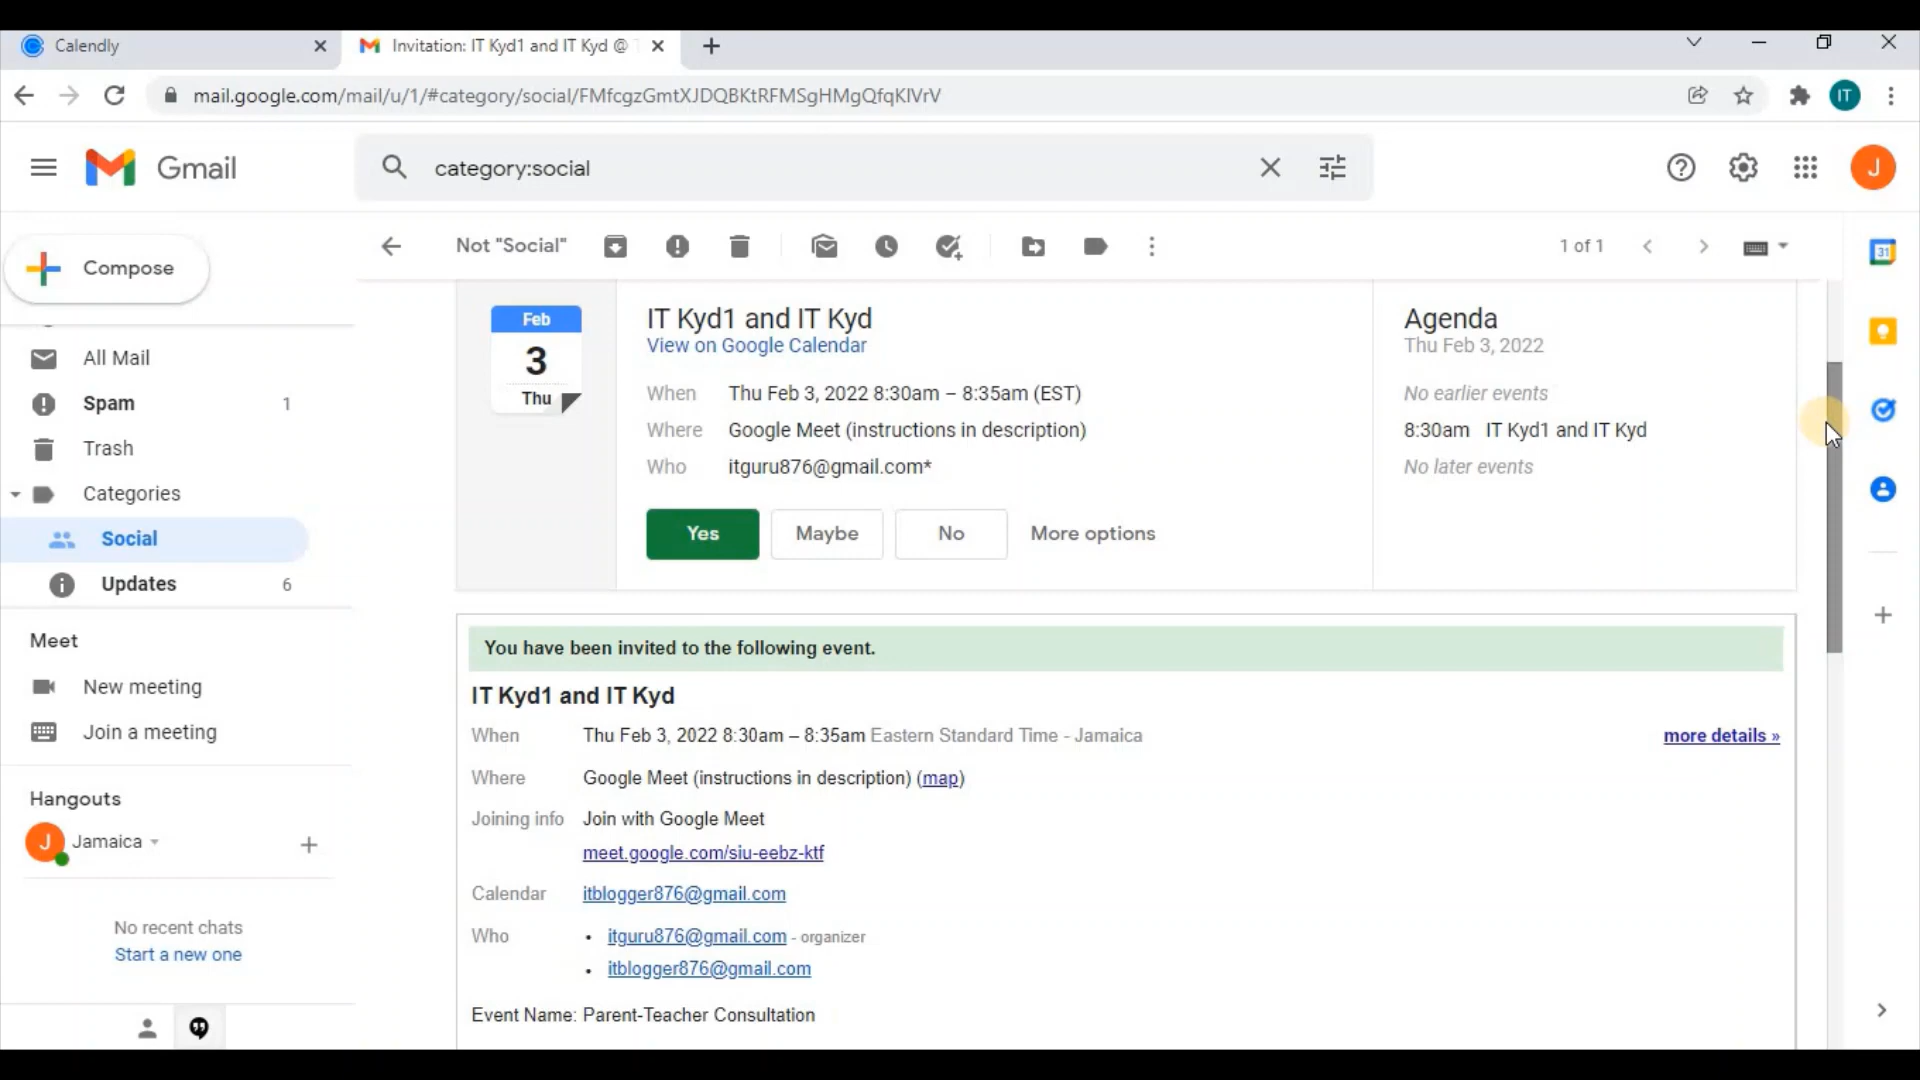 Calendly
Invitation: IT Kyd1 and IT Kyd @
mail.google.com/mail/u/1/#category/social/FMfcgzGmtXJDQBKtRFMSgHMgQfqKlVrV
IT
Gmail
category:social
J
Compose
Not "Social"
1 of 1
31
All Mail
Spam 1
Trash
Categories
Social
Updates 6
Meet
New meeting
Join a meeting
Hangouts
J Jamaica
No recent chats
Start a new one
Feb
3
Thu
IT Kyd1 and IT Kyd
View on Google Calendar
When Thu Feb 3, 2022 8:30am – 8:35am (EST)
Where Google Meet (instructions in description)
Who itguru876@gmail.com*
Yes Maybe No More options
Agenda
Thu Feb 3, 2022
No earlier events
8:30am IT Kyd1 and IT Kyd
No later events
You have been invited to the following event.
IT Kyd1 and IT Kyd
When Thu Feb 3, 2022 8:30am – 8:35am Eastern Standard Time - Jamaica
more details »
Where Google Meet (instructions in description) (map)
Joining info Join with Google Meet
meet.google.com/siu-eebz-ktf
Calendar itblogger876@gmail.com
Who • itguru876@gmail.com - organizer
• itblogger876@gmail.com
Event Name: Parent-Teacher Consultation